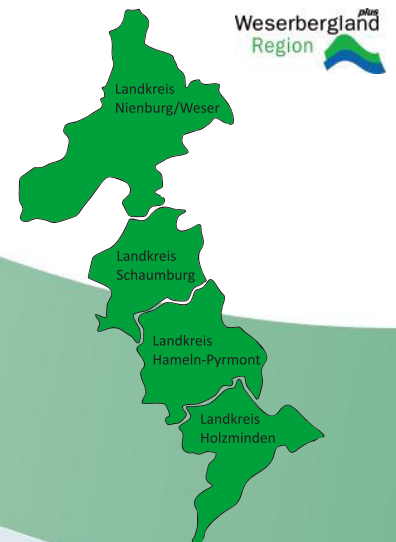 plus
Weserbergland
Region
Landkreis
Nienburg/Weser
Landkreis
Schaumburg
Landkreis
Hameln-Pyrmont
Landkreis
Holzminden